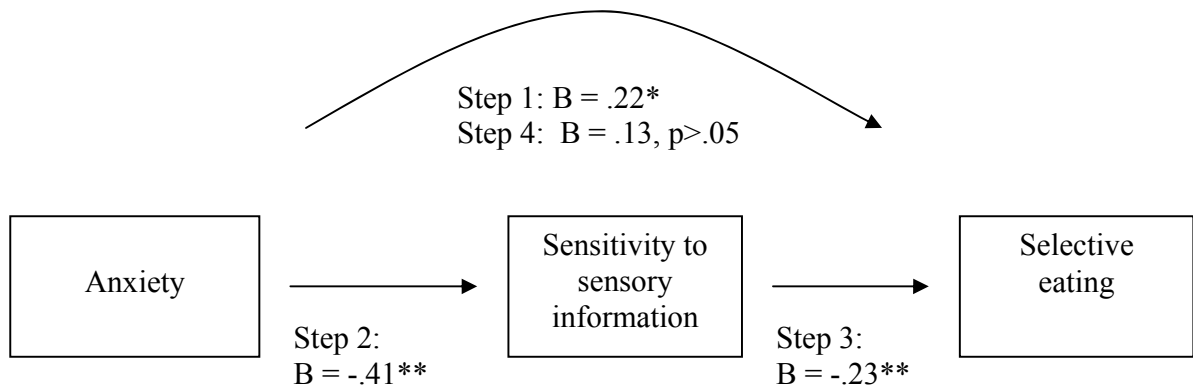 Step 1: B = .22*
Step 4:  B = .13, p>.05
Anxiety
Sensitivity to
sensory
information
Selective
eating
Step 2:
B = -.41**
Step 3:
B = -.23**